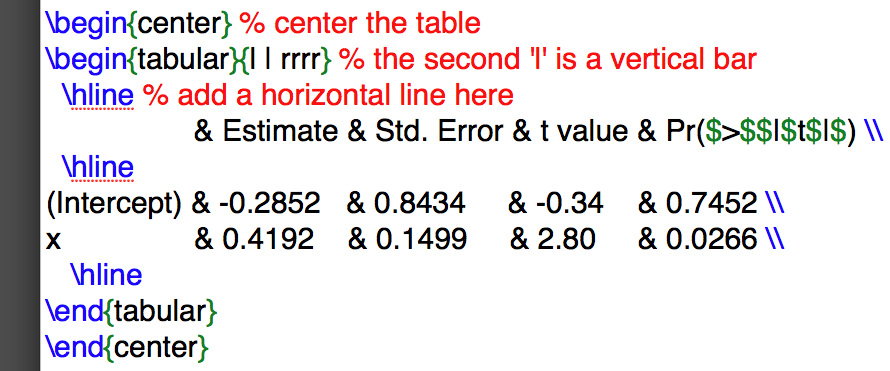 \begin{center} % center the table
\begin{tabular}{l | rrrr} % the second 'l' is a vertical bar
\hline % add a horizontal line here
& Estimate & Std. Error & t value & Pr($>$$|$t$|$) \\
\hline
(Intercept) & -0.2852 & 0.8434 & -0.34 & 0.7452 \\
x & 0.4192 & 0.1499 & 2.80 & 0.0266 \\
\hline
\end{tabular}
\end{center}